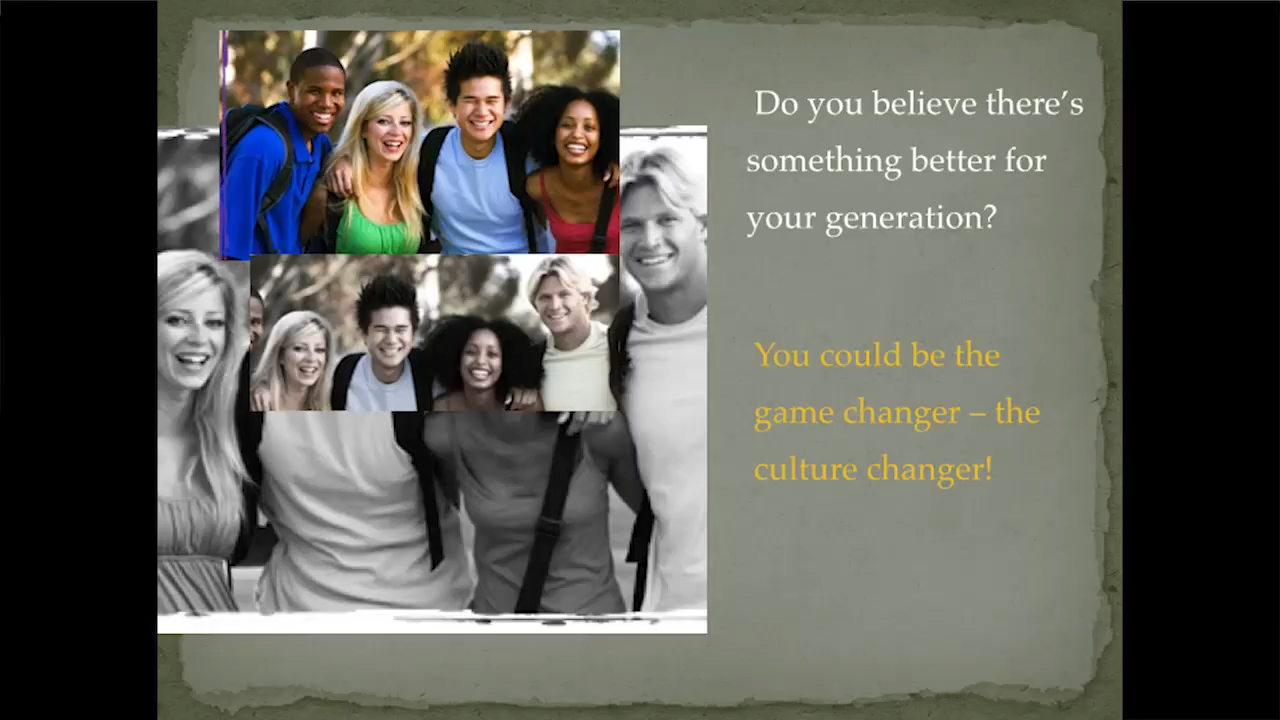 Do you believe there’s
something better for
your generation?
You could be the
game changer – the
culture changer!